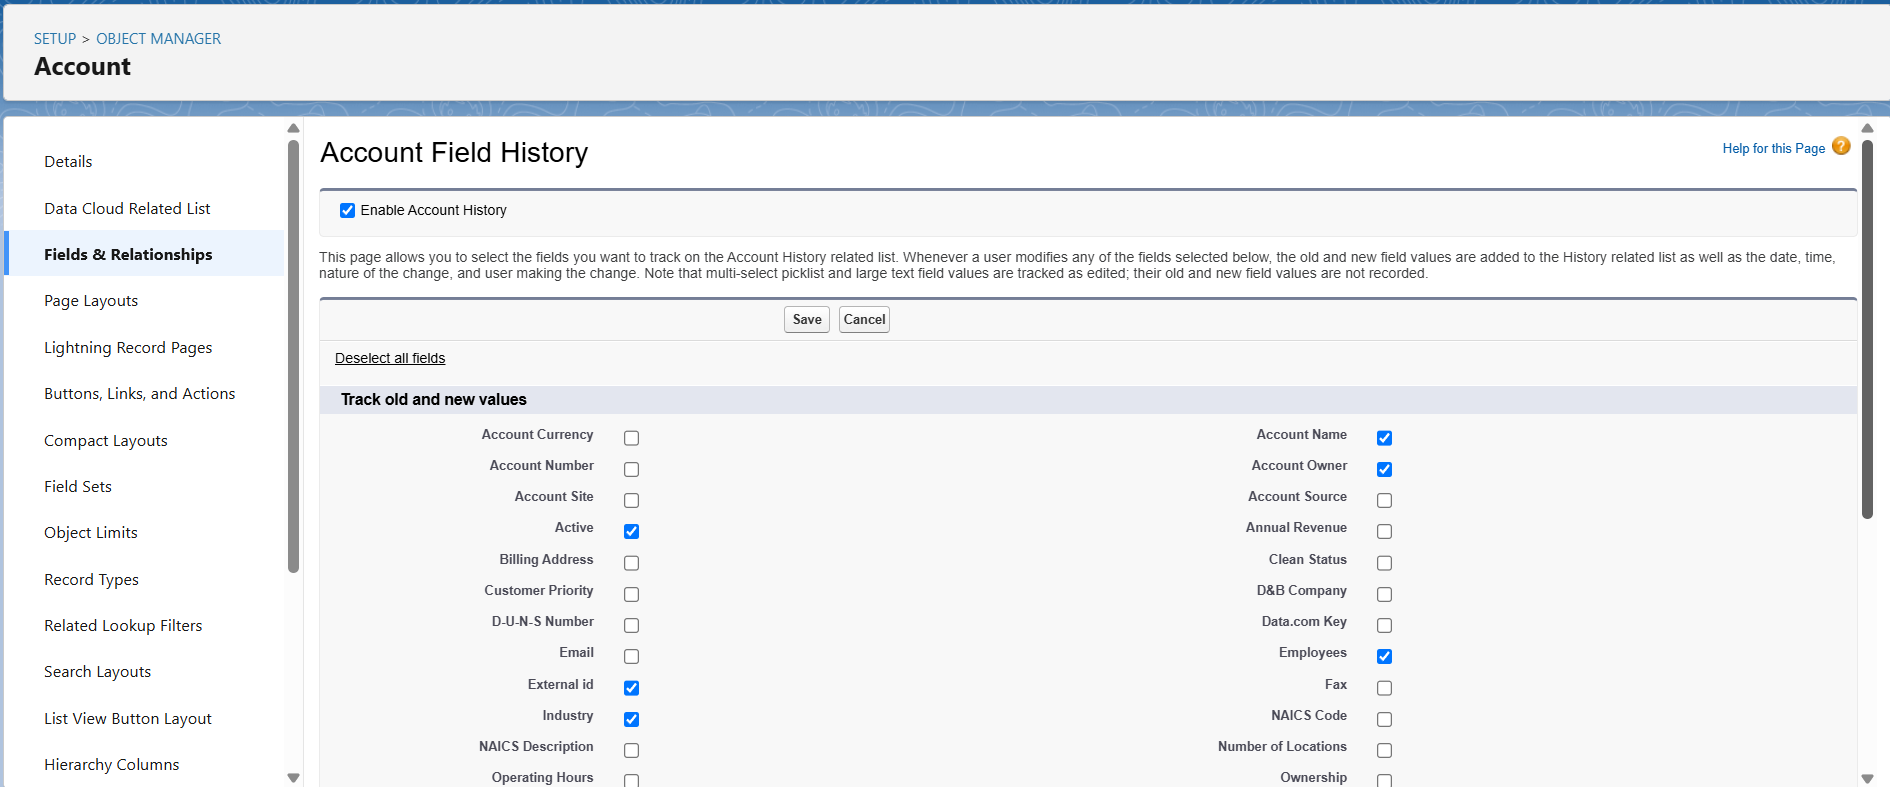 SETUP > OBJECT MANAGER
Account
Details
Data Cloud Related List
Fields & Relationships
Page Layouts
Lightning Record Pages
Buttons, Links, and Actions
Compact Layouts
Field Sets
Object Limits
Record Types
Related Lookup Filters
Search Layouts
List View Button Layout
Hierarchy Columns
Account Field History
Help for this Page ?
Enable Account History
This page allows you to select the fields you want to track on the Account History related list. Whenever a user modifies any of the fields selected below, the old and new field values are added to the History related list as well as the date, time,
nature of the change, and user making the change. Note that multi-select picklist and large text field values are tracked as edited; their old and new field values are not recorded.
Save Cancel
Deselect all fields
Track old and new values
Account Currency Account Name
Account Number Account Owner
Account Site Account Source
Active Annual Revenue
Billing Address Clean Status
Customer Priority D&B Company
D-U-N-S Number Data.com Key
Email Employees
External id Fax
Industry NAICS Code
NAICS Description Number of Locations
Operating Hours Ownership